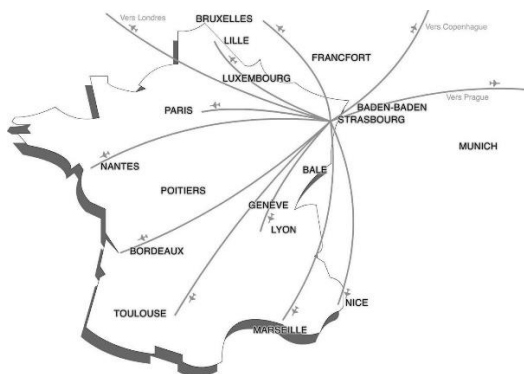 BRUXELLES
Vers Londres
Vers Copenhague
LILLE
FRANCFORT
LUXEMBOURG
Vers Prague
BADEN-BADEN
PARIS
STRASBOURG
MUNICH
NANTES
BALE
POITIERS
GENEVE
LYON
BORDEAUX
NICE
TOULOUSE
MARSEILLE